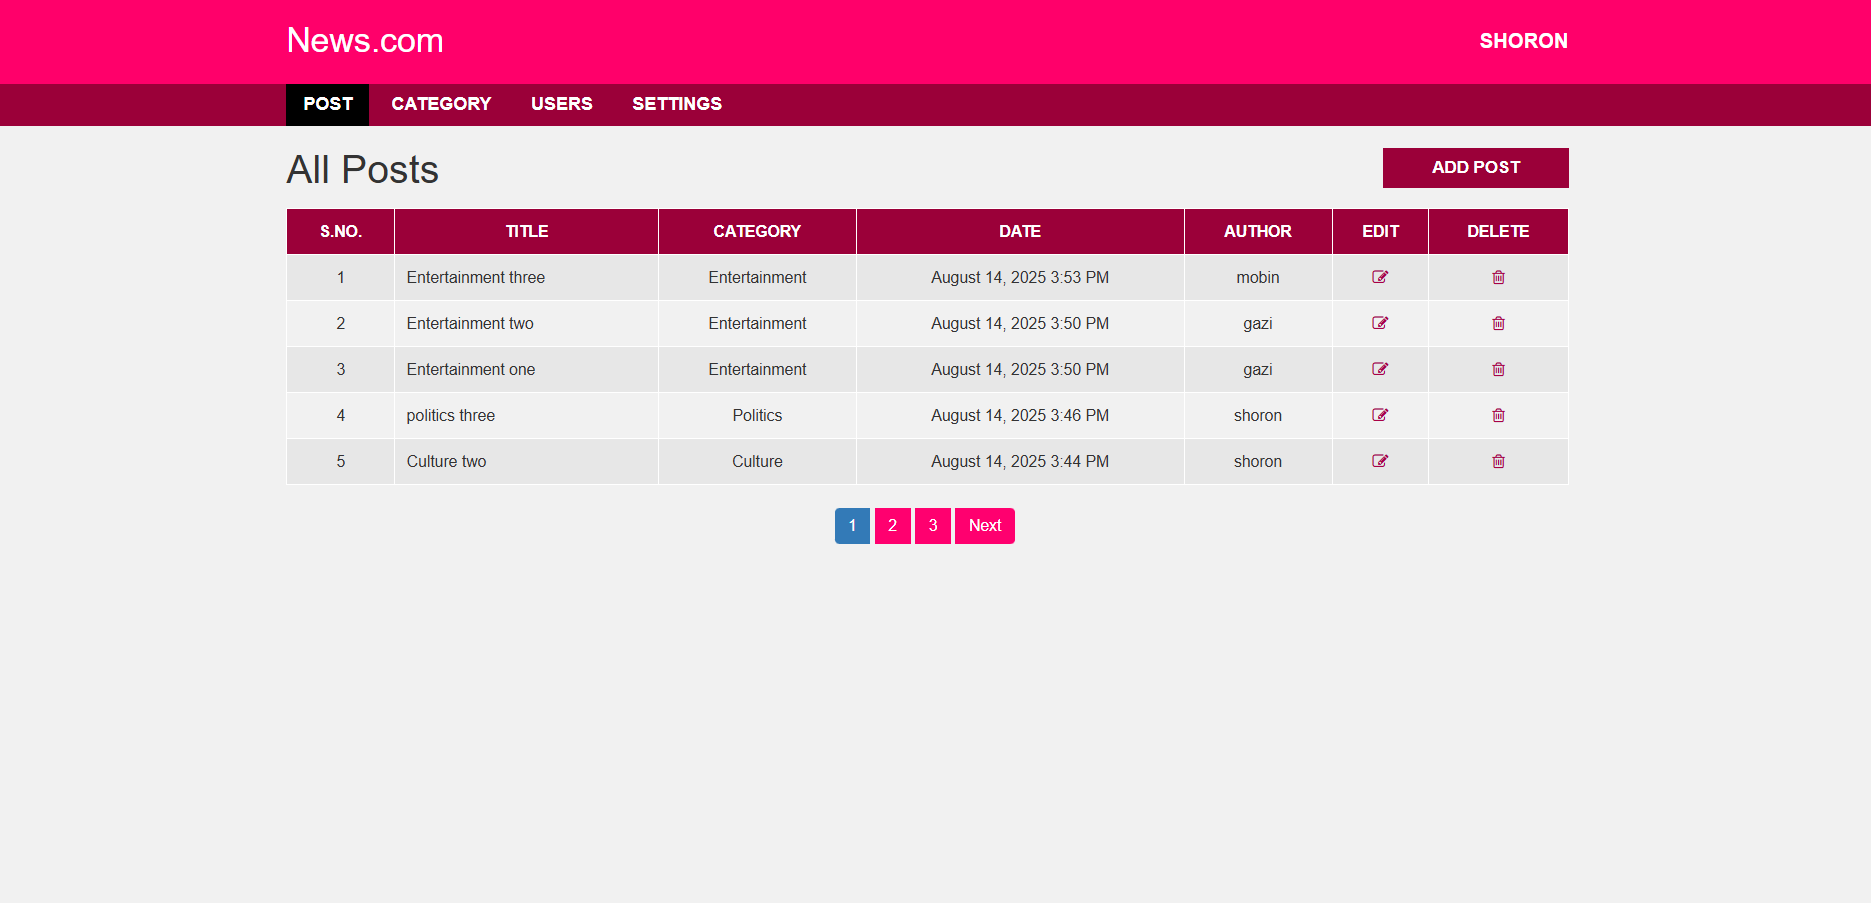 News.com
SHORON
POST CATEGORY USERS SETTINGS
All Posts
ADD POST
S.NO. TITLE CATEGORY DATE AUTHOR EDIT DELETE
1 Entertainment three Entertainment August 14, 2025 3:53 PM mobin
2 Entertainment two Entertainment August 14, 2025 3:50 PM gazi
3 Entertainment one Entertainment August 14, 2025 3:50 PM gazi
4 politics three Politics August 14, 2025 3:46 PM shoron
5 Culture two Culture August 14, 2025 3:44 PM shoron
1 2 3 Next